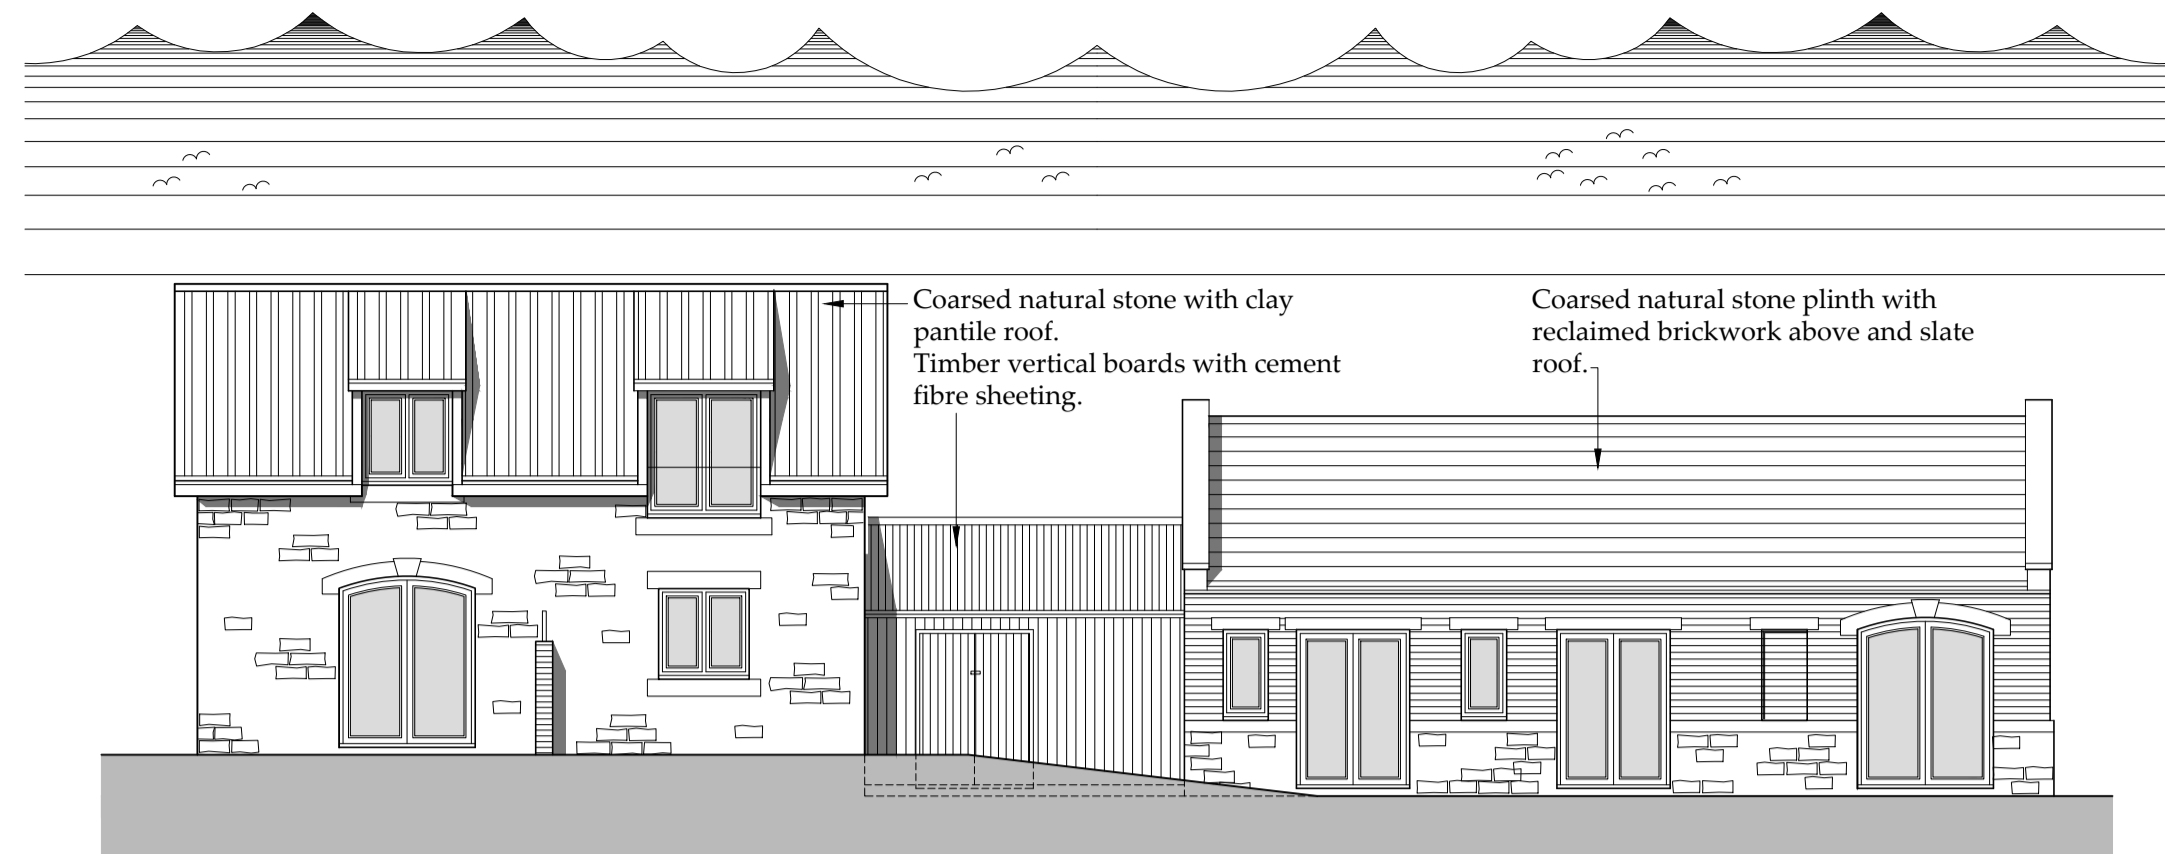 Coarsed natural stone with clay
pantile roof.
Timber vertical boards with cement
fibre sheeting.
Coarsed natural stone plinth with
reclaimed brickwork above and slate
roof.